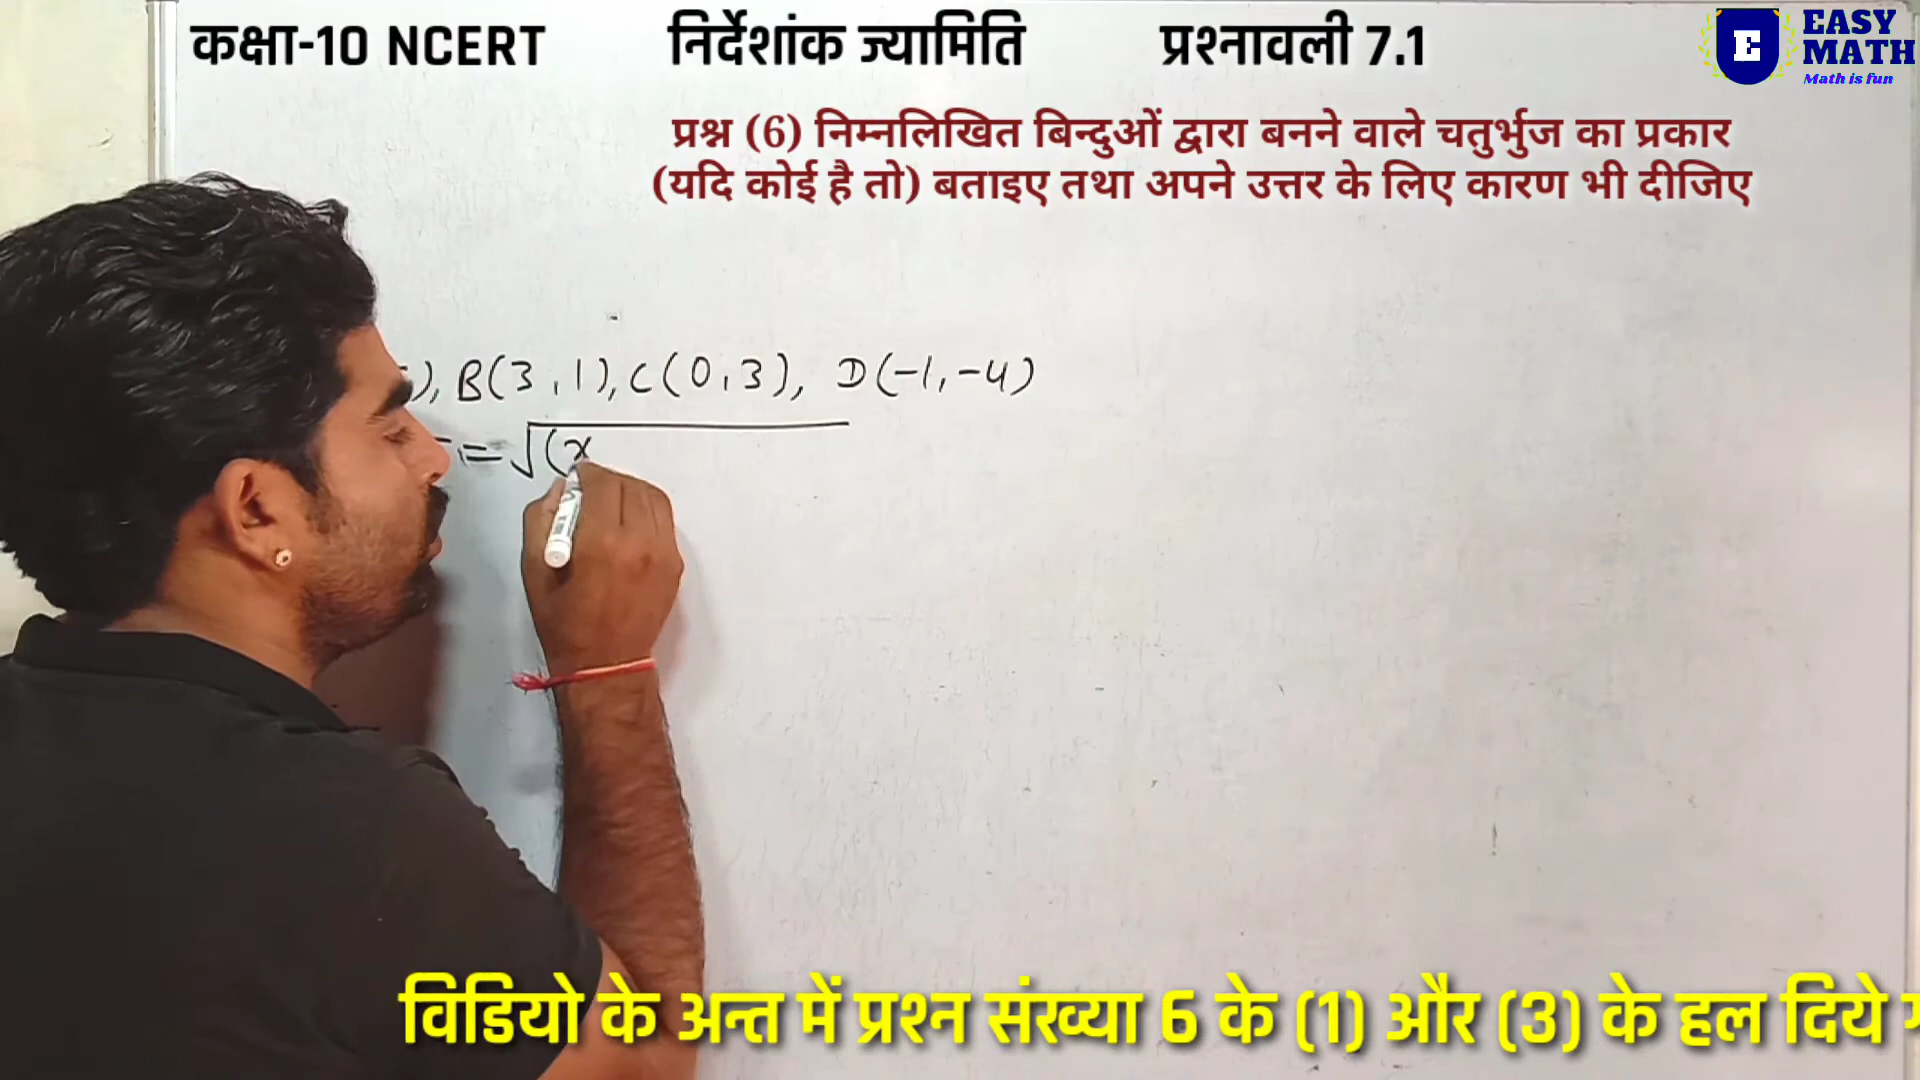 कक्षा-10 NCERT निर्देशांक ज्यामिति प्रश्नावली 7.1
EASY
MATH
Math is fun
E
प्रश्न (6) निम्नलिखित बिन्दुओं द्वारा बनने वाले चतुर्भुज का प्रकार
(यदि कोई है तो) बताइए तथा अपने उत्तर के लिए कारण भी दीजिए
), B(3,1), C(0,3), D(-1,-4)
= √(x
विडियो के अन्त में प्रश्न संख्या 6 के (1) और (3) के हल दिये